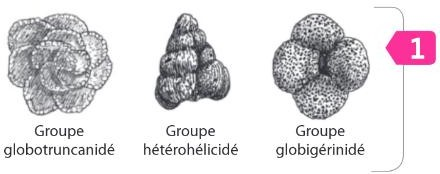 1
Groupe
globotruncanidé
Groupe
hétérohélicidé
Groupe
globigérinidé